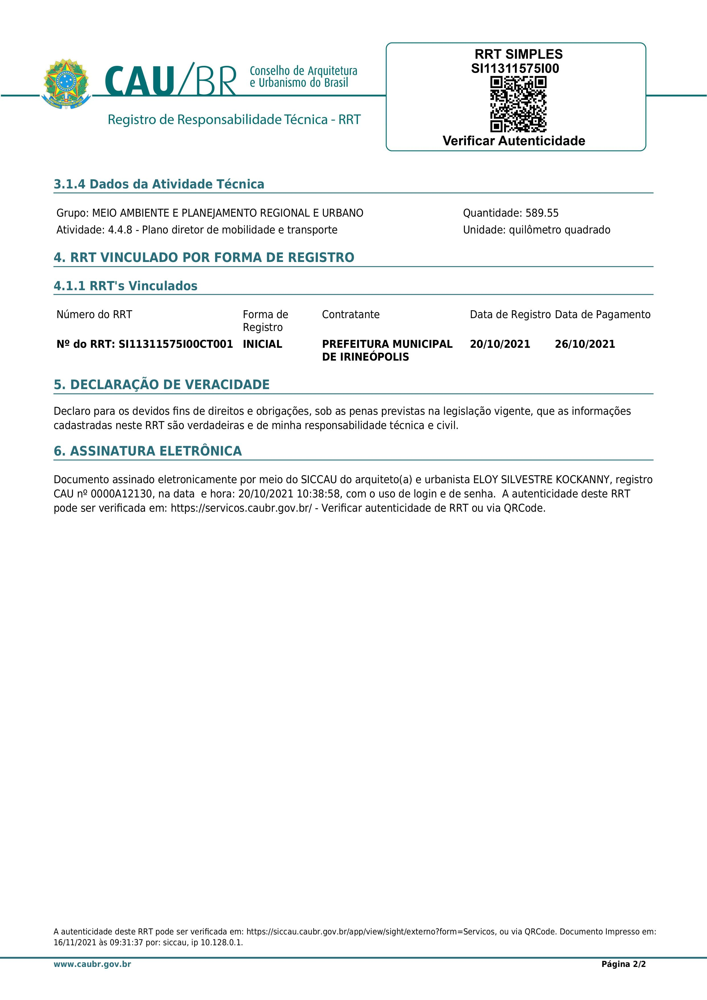 RRT SIMPLES
SI11311575I00
CAU/BR Conselho de Arquitetura
e Urbanismo do Brasil
Registro de Responsabilidade Técnica - RRT
Verificar Autenticidade
3.1.4 Dados da Atividade Técnica
Grupo: MEIO AMBIENTE E PLANEJAMENTO REGIONAL E URBANO Quantidade: 589.55
Atividade: 4.4.8 - Plano diretor de mobilidade e transporte Unidade: quilômetro quadrado
4. RRT VINCULADO POR FORMA DE REGISTRO
4.1.1 RRT's Vinculados
Número do RRT Forma de Contratante Data de Registro Data de Pagamento
Registro
Nº do RRT: SI11311575I00CT001 INICIAL PREFEITURA MUNICIPAL 20/10/2021 26/10/2021
DE IRINEÓPOLIS
5. DECLARAÇÃO DE VERACIDADE
Declaro para os devidos fins de direitos e obrigações, sob as penas previstas na legislação vigente, que as informações
cadastradas neste RRT são verdadeiras e de minha responsabilidade técnica e civil.
6. ASSINATURA ELETRÔNICA
Documento assinado eletronicamente por meio do SICCAU do arquiteto(a) e urbanista ELOY SILVESTRE KOCKANNY, registro
CAU nº 0000A12130, na data  e hora: 20/10/2021 10:38:58, com o uso de login e de senha.  A autenticidade deste RRT
pode ser verificada em: https://servicos.caubr.gov.br/ - Verificar autenticidade de RRT ou via QRCode.
A autenticidade deste RRT pode ser verificada em: https://siccau.caubr.gov.br/app/view/sight/externo?form=Servicos, ou via QRCode. Documento Impresso em:
16/11/2021 às 09:31:37 por: siccau, ip 10.128.0.1.
www.caubr.gov.br Página 2/2